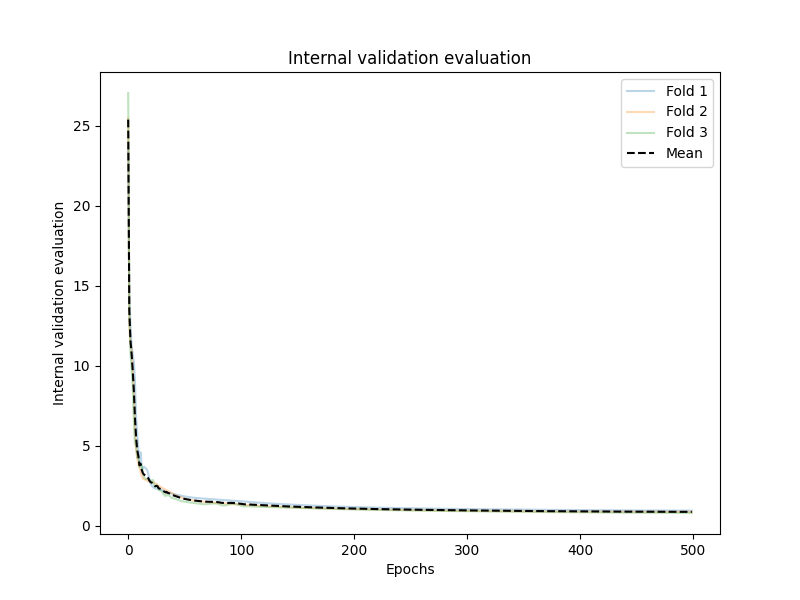 Internal validation evaluation
Fold 1
Fold 2
Fold 3
Mean
Internal validation evaluation
25
20
15
10
5
0
0 100 200 300 400 500
Epochs